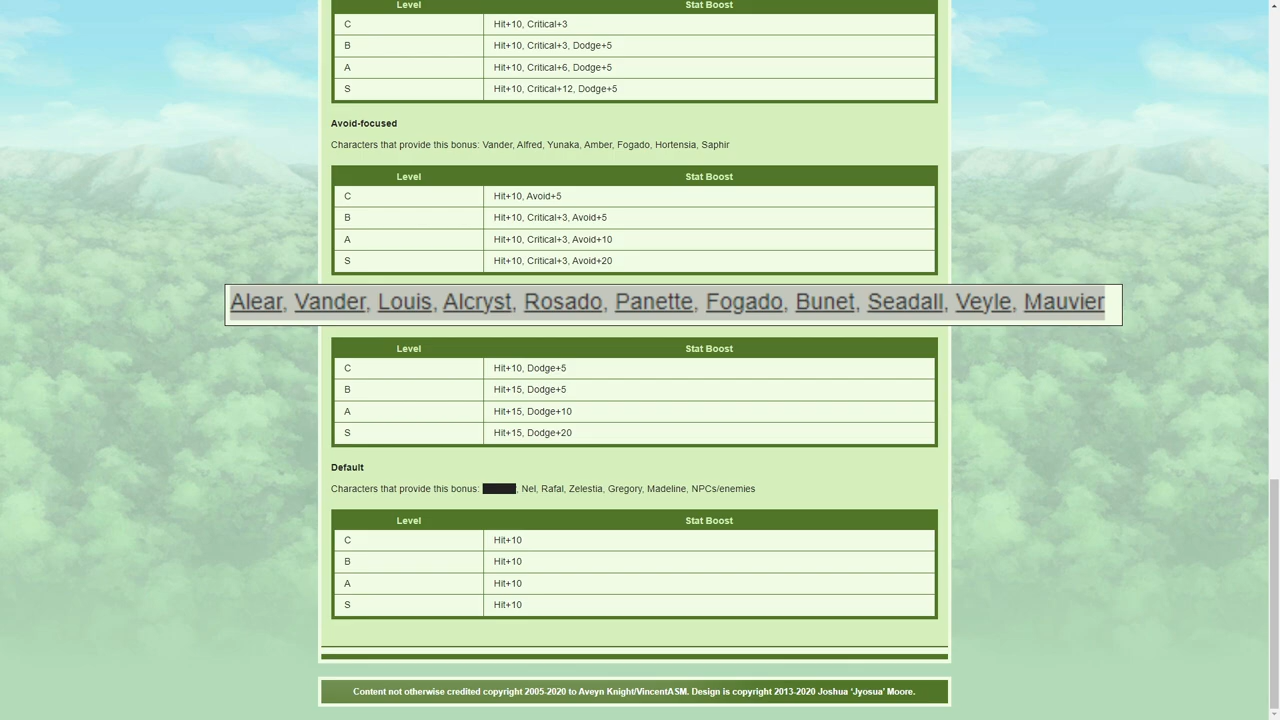 Level Stat Boost
C Hit+10, Critical+3
B Hit+10, Critical+3, Dodge+5
A Hit+10, Critical+6, Dodge+5
S Hit+10, Critical+12, Dodge+5
Avoid-focused
Characters that provide this bonus: Vander, Alfred, Yunaka, Amber, Fogado, Hortensia, Saphir
Level Stat Boost
C Hit+10, Avoid+5
B Hit+10, Critical+3, Avoid+5
A Hit+10, Critical+3, Avoid+10
S Hit+10, Critical+3, Avoid+20
Alear, Vander, Louis, Alcryst, Rosado, Panette, Fogado, Bunet, Seadall, Veyle, Mauvier
Level Stat Boost
C Hit+10, Dodge+5
B Hit+15, Dodge+5
A Hit+15, Dodge+10
S Hit+15, Dodge+20
Default
Characters that provide this bonus: , Nel, Rafal, Zelestia, Gregory, Madeline, NPCs/enemies
Level Stat Boost
C Hit+10
B Hit+10
A Hit+10
S Hit+10
Content not otherwise credited copyright 2005-2020 to Aveyn Knight/VincentASM. Design is copyright 2013-2020 Joshua ‘Jyosua’ Moore.